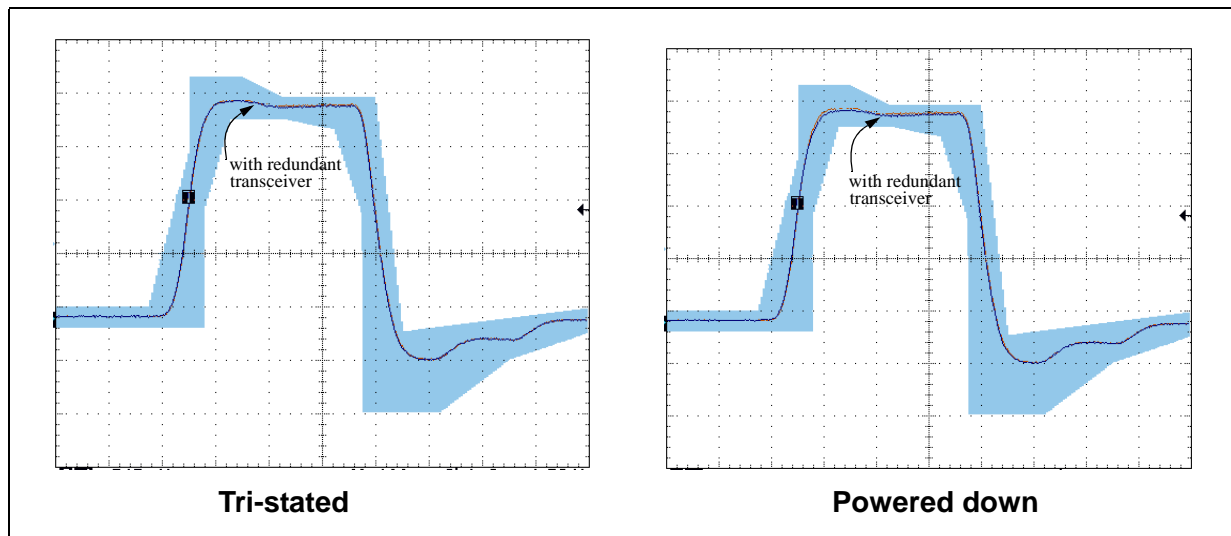 with redundant
transceiver
with redundant
transceiver
Tri-stated
Powered down